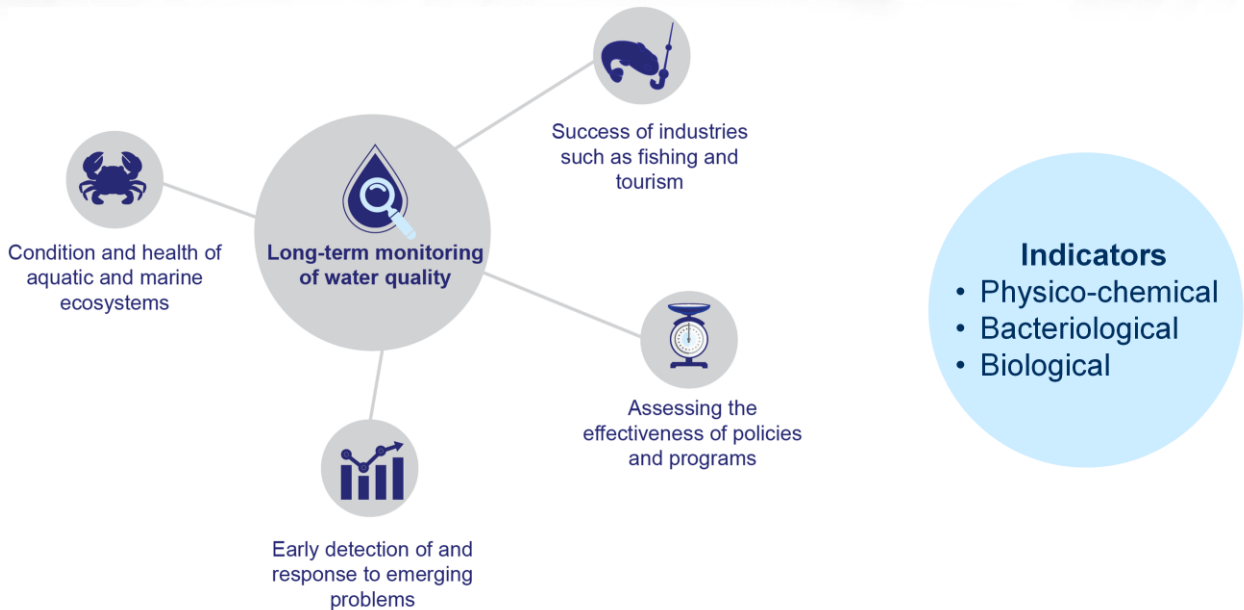 Success of industries
such as fishing and
tourism
Condition and health of
aquatic and marine
ecosystems
Long-term monitoring
of water quality
Assessing the
effectiveness of policies
and programs
Early detection of and
response to emerging
problems
Indicators
• Physico-chemical
• Bacteriological
• Biological